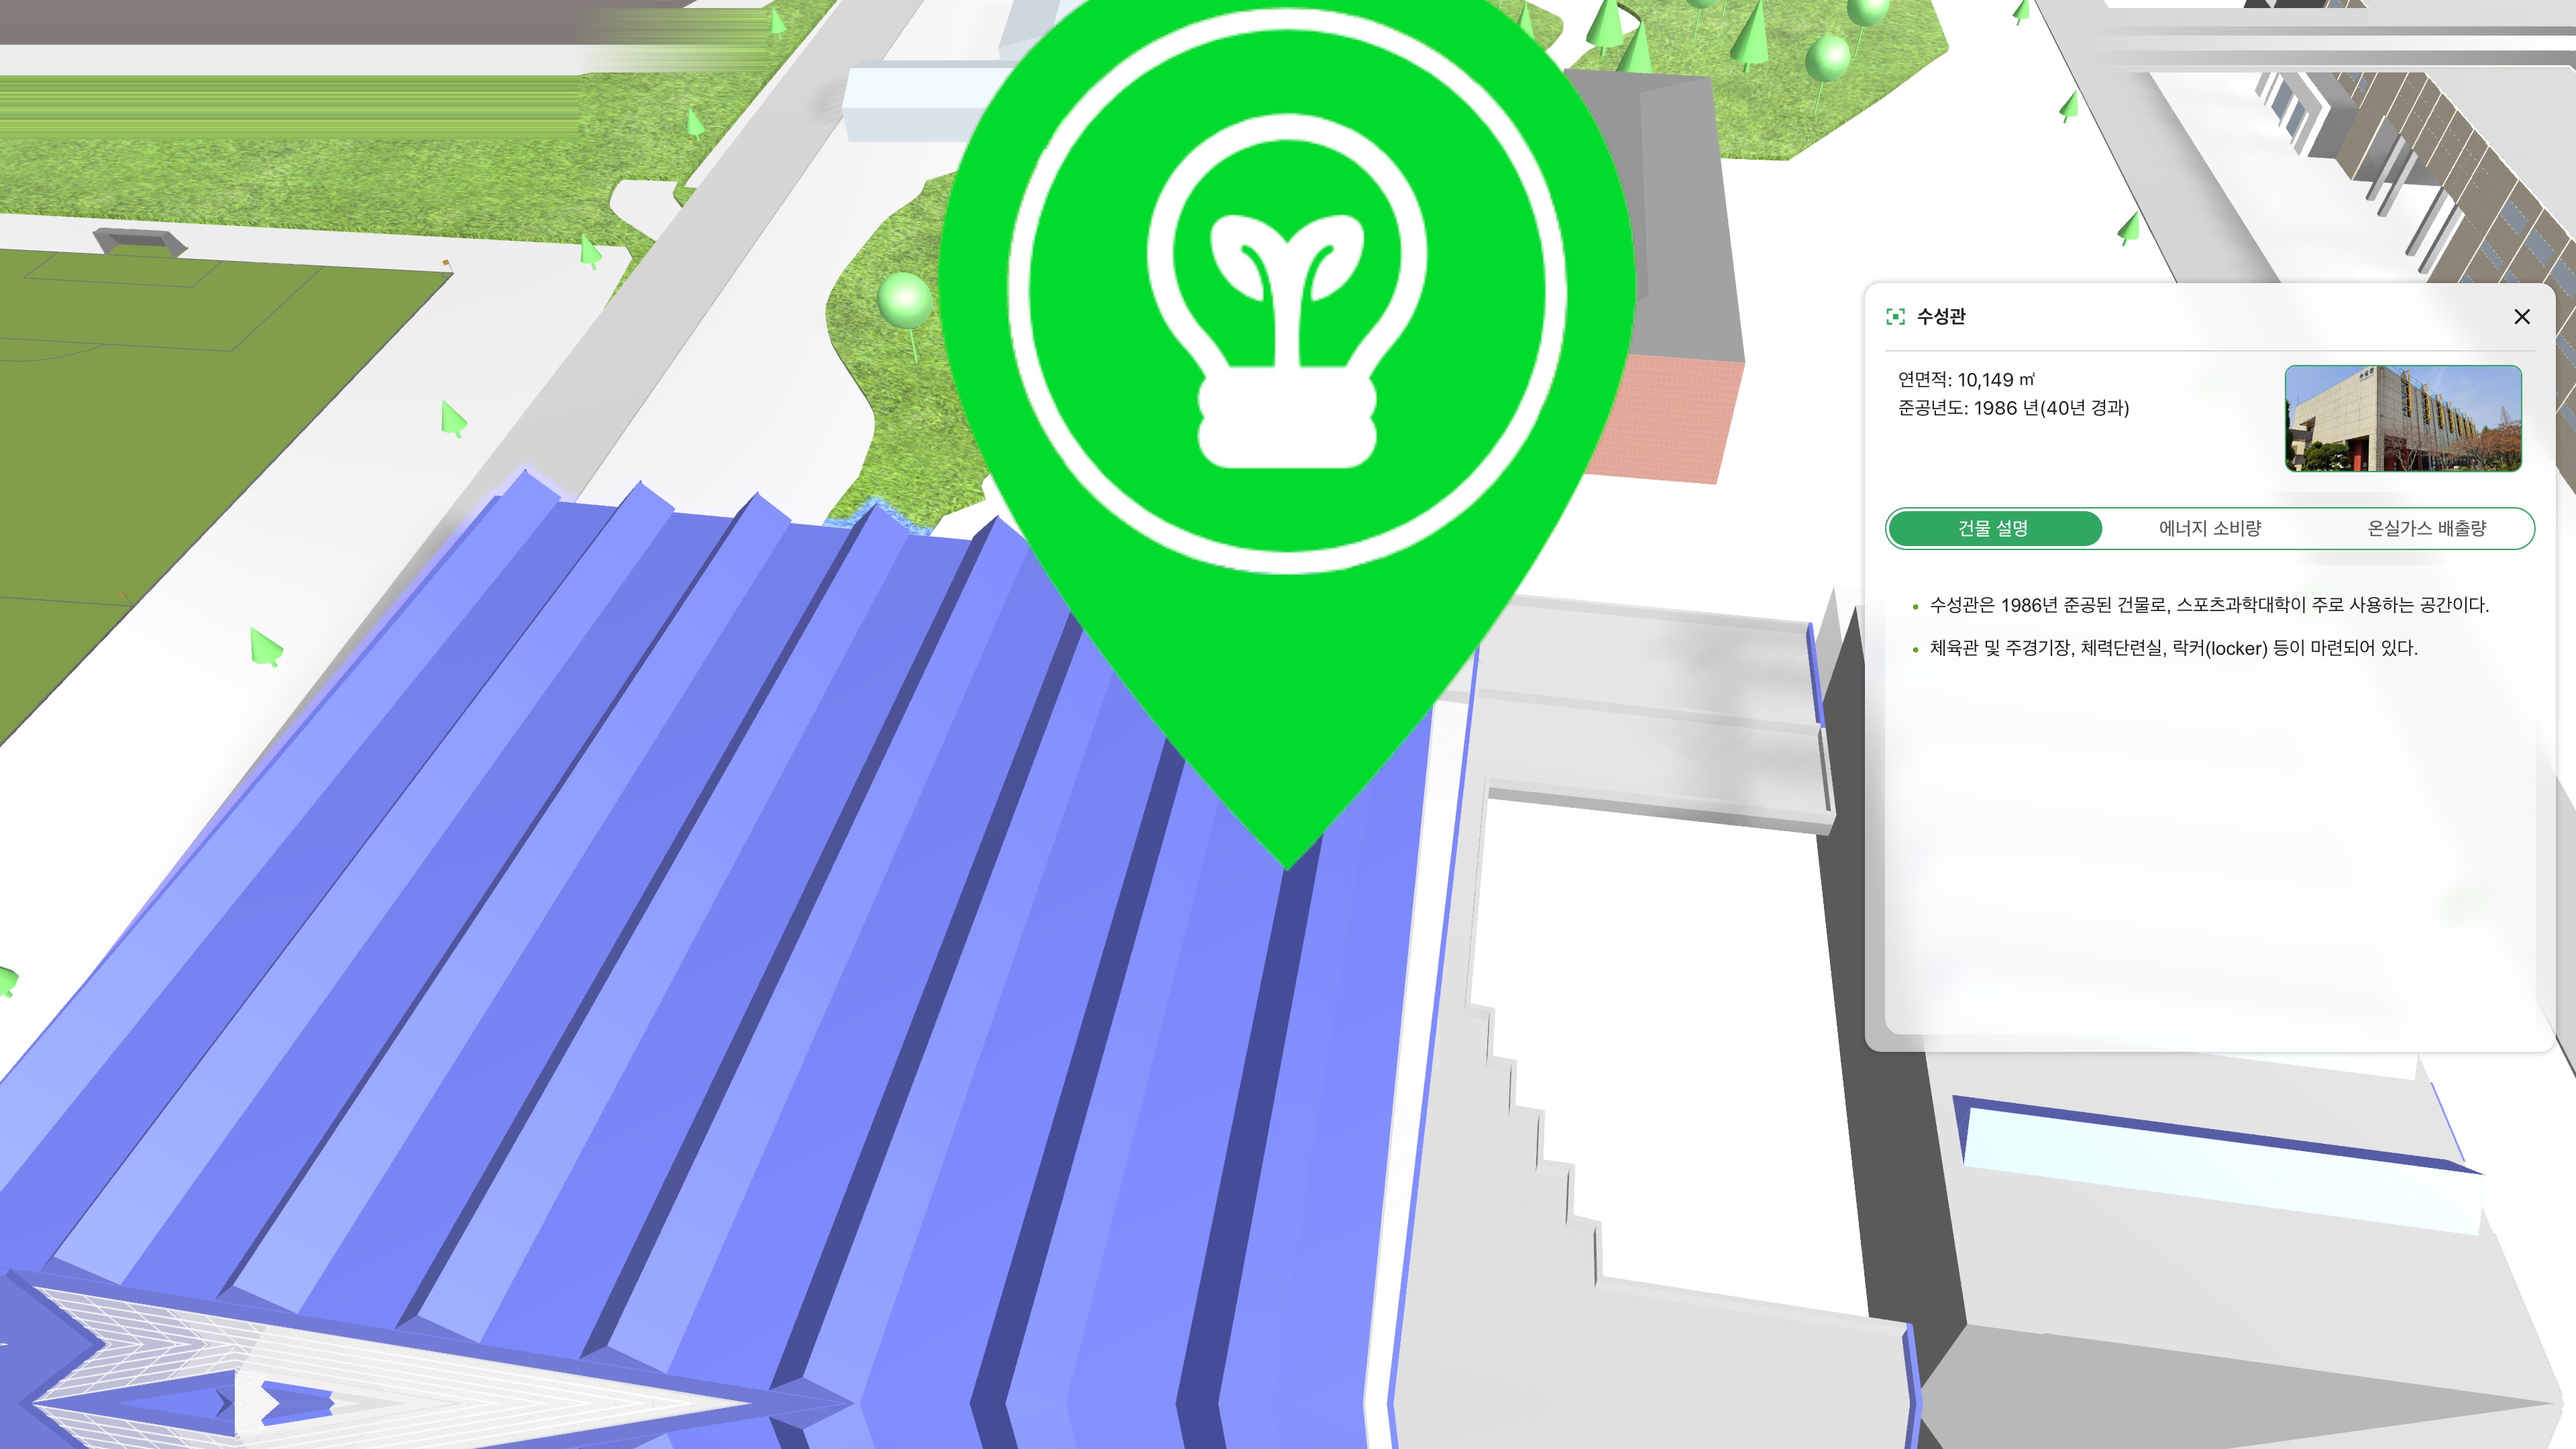 수성관
연면적: 10,149 ㎡
준공년도: 1986 년(40년 경과)
건물 설명
에너지 소비량
온실가스 배출량
수성관은 1986년 준공된 건물로, 스포츠과학대학이 주로 사용하는 공간이다.
체육관 및 주경기장, 체력단련실, 락커(locker) 등이 마련되어 있다.